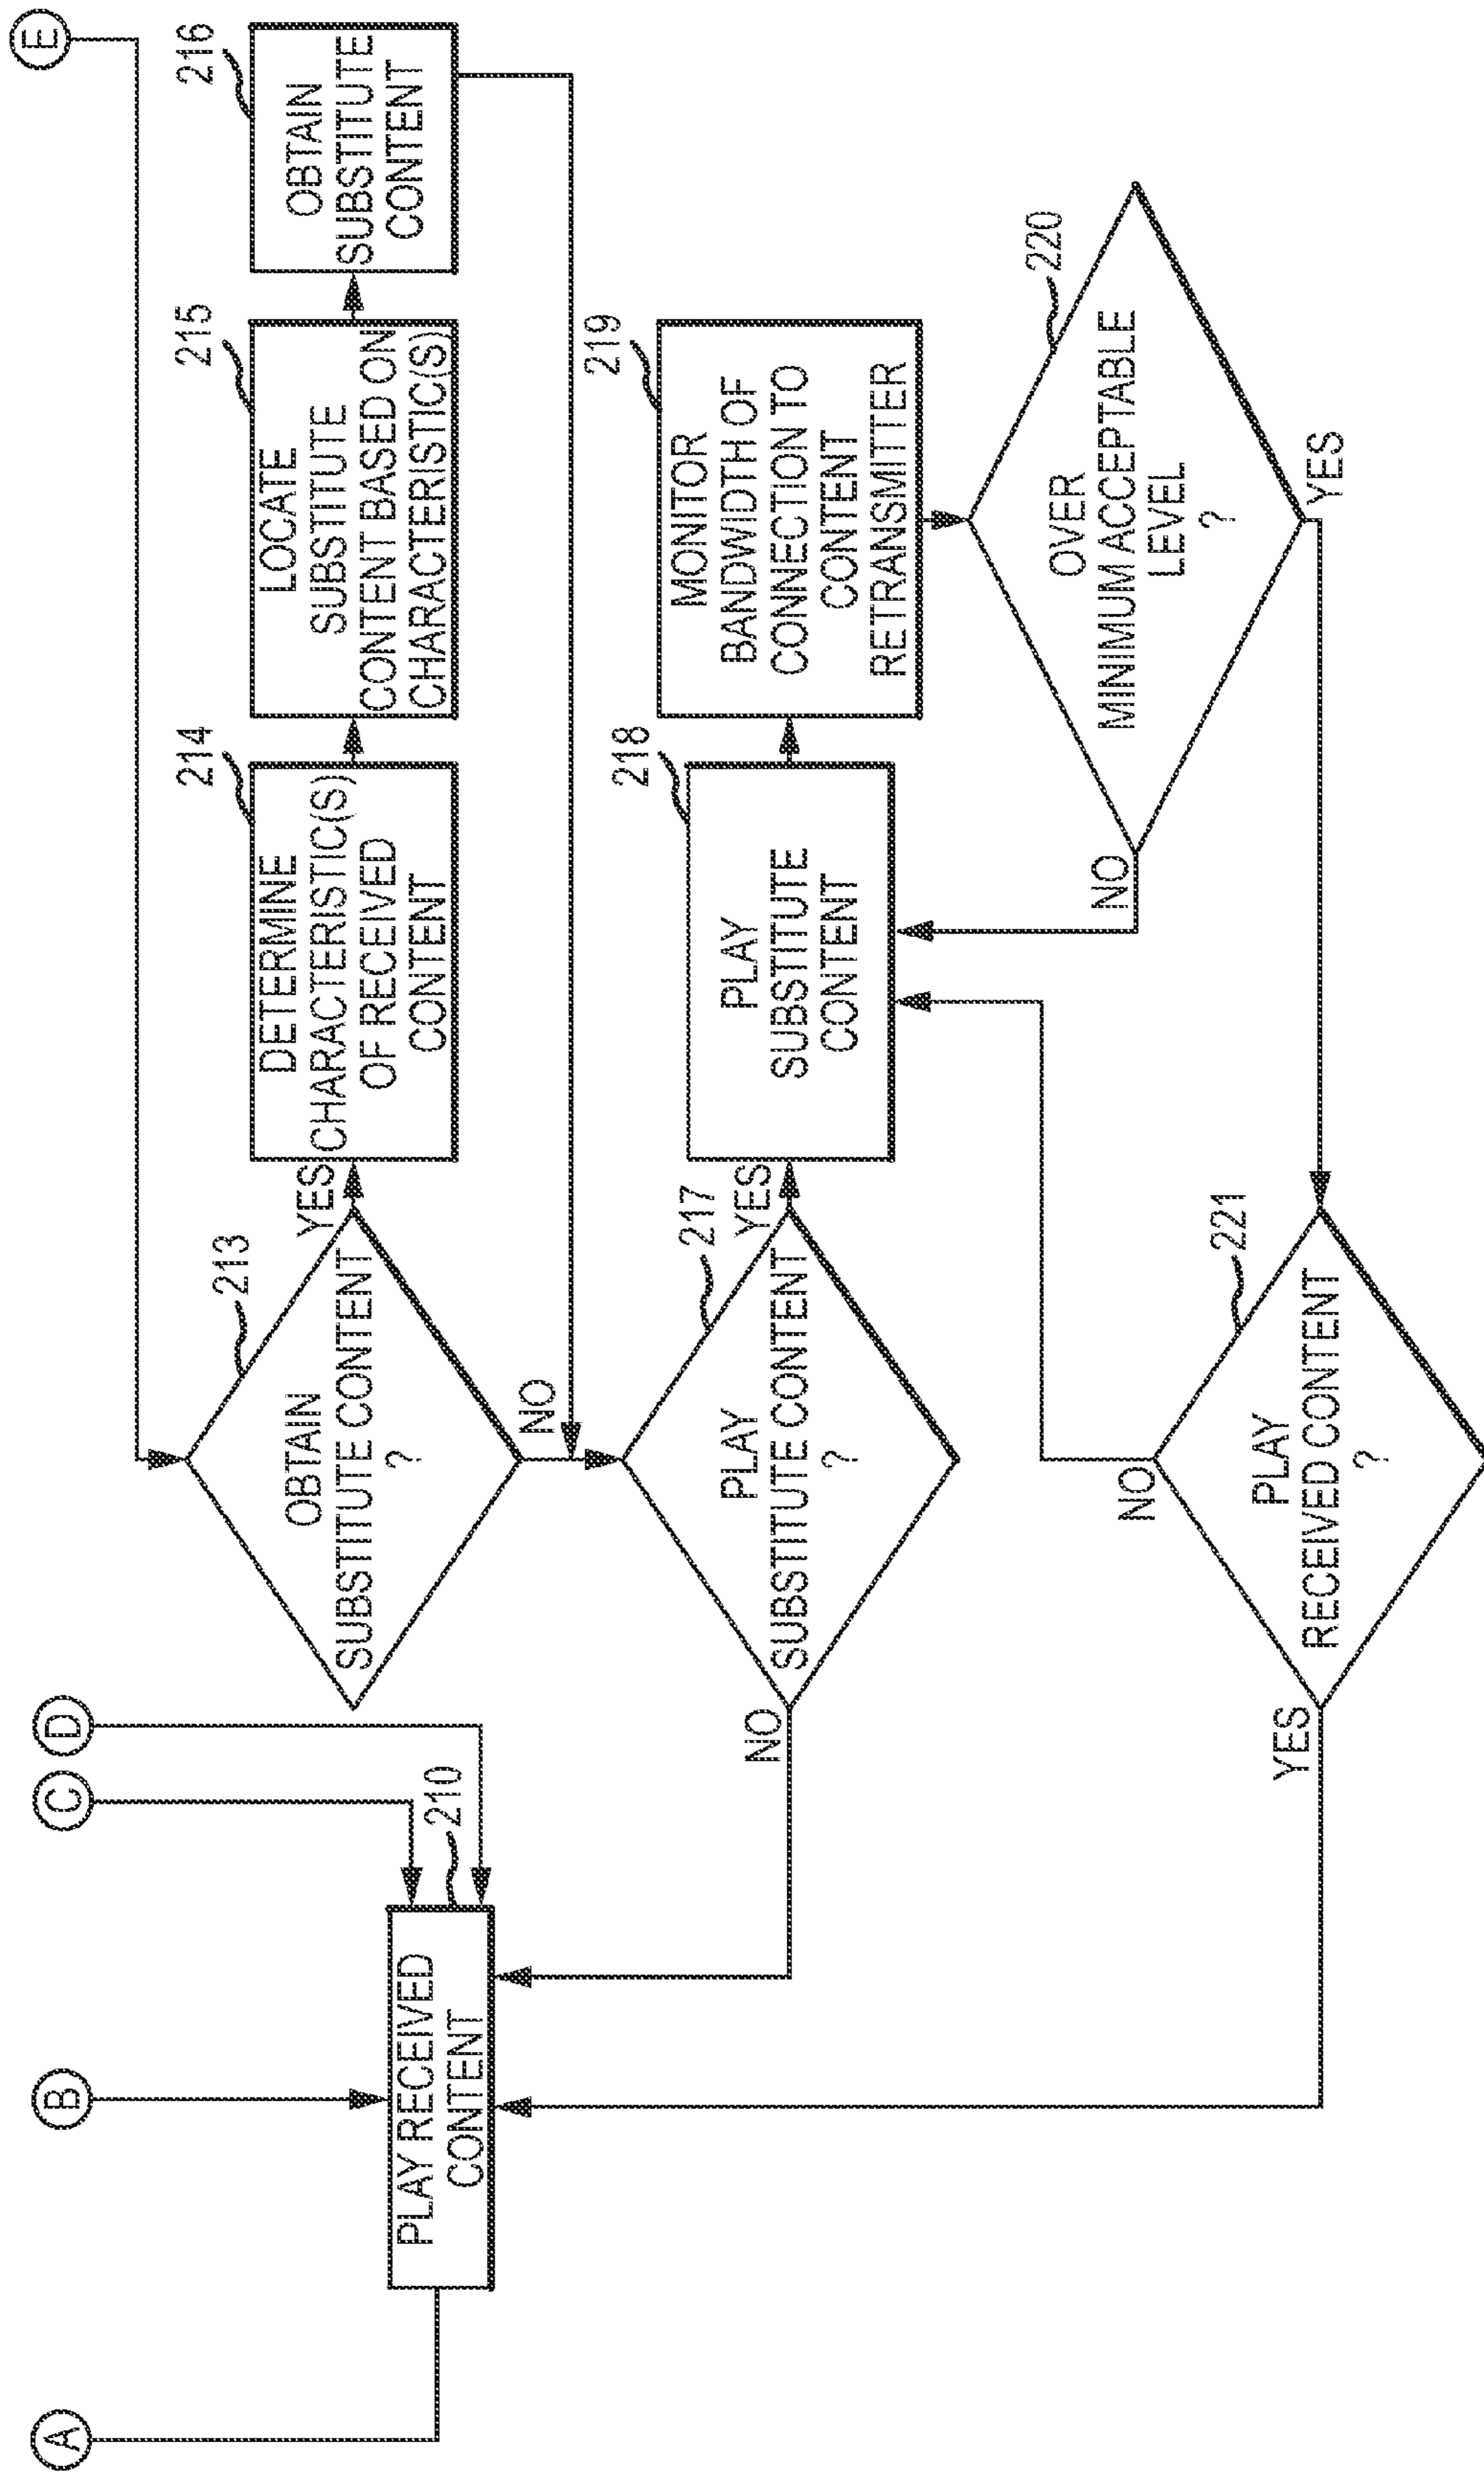 A
B
C
D
E
PLAY RECEIVED
CONTENT
210
OBTAIN
SUBSTITUTE CONTENT
?
213
YES
NO
DETERMINE
CHARACTERISTIC(S)
OF RECEIVED
CONTENT
214
LOCATE
SUBSTITUTE
CONTENT BASED ON
CHARACTERISTIC(S)
215
OBTAIN
SUBSTITUTE
CONTENT
216
PLAY
SUBSTITUTE CONTENT
?
217
NO
YES
PLAY
SUBSTITUTE
CONTENT
218
MONITOR
BANDWIDTH OF
CONNECTION TO
CONTENT
RETRANSMITTER
219
OVER
MINIMUM ACCEPTABLE
LEVEL
?
220
NO
YES
PLAY
RECEIVED CONTENT
?
221
YES
NO